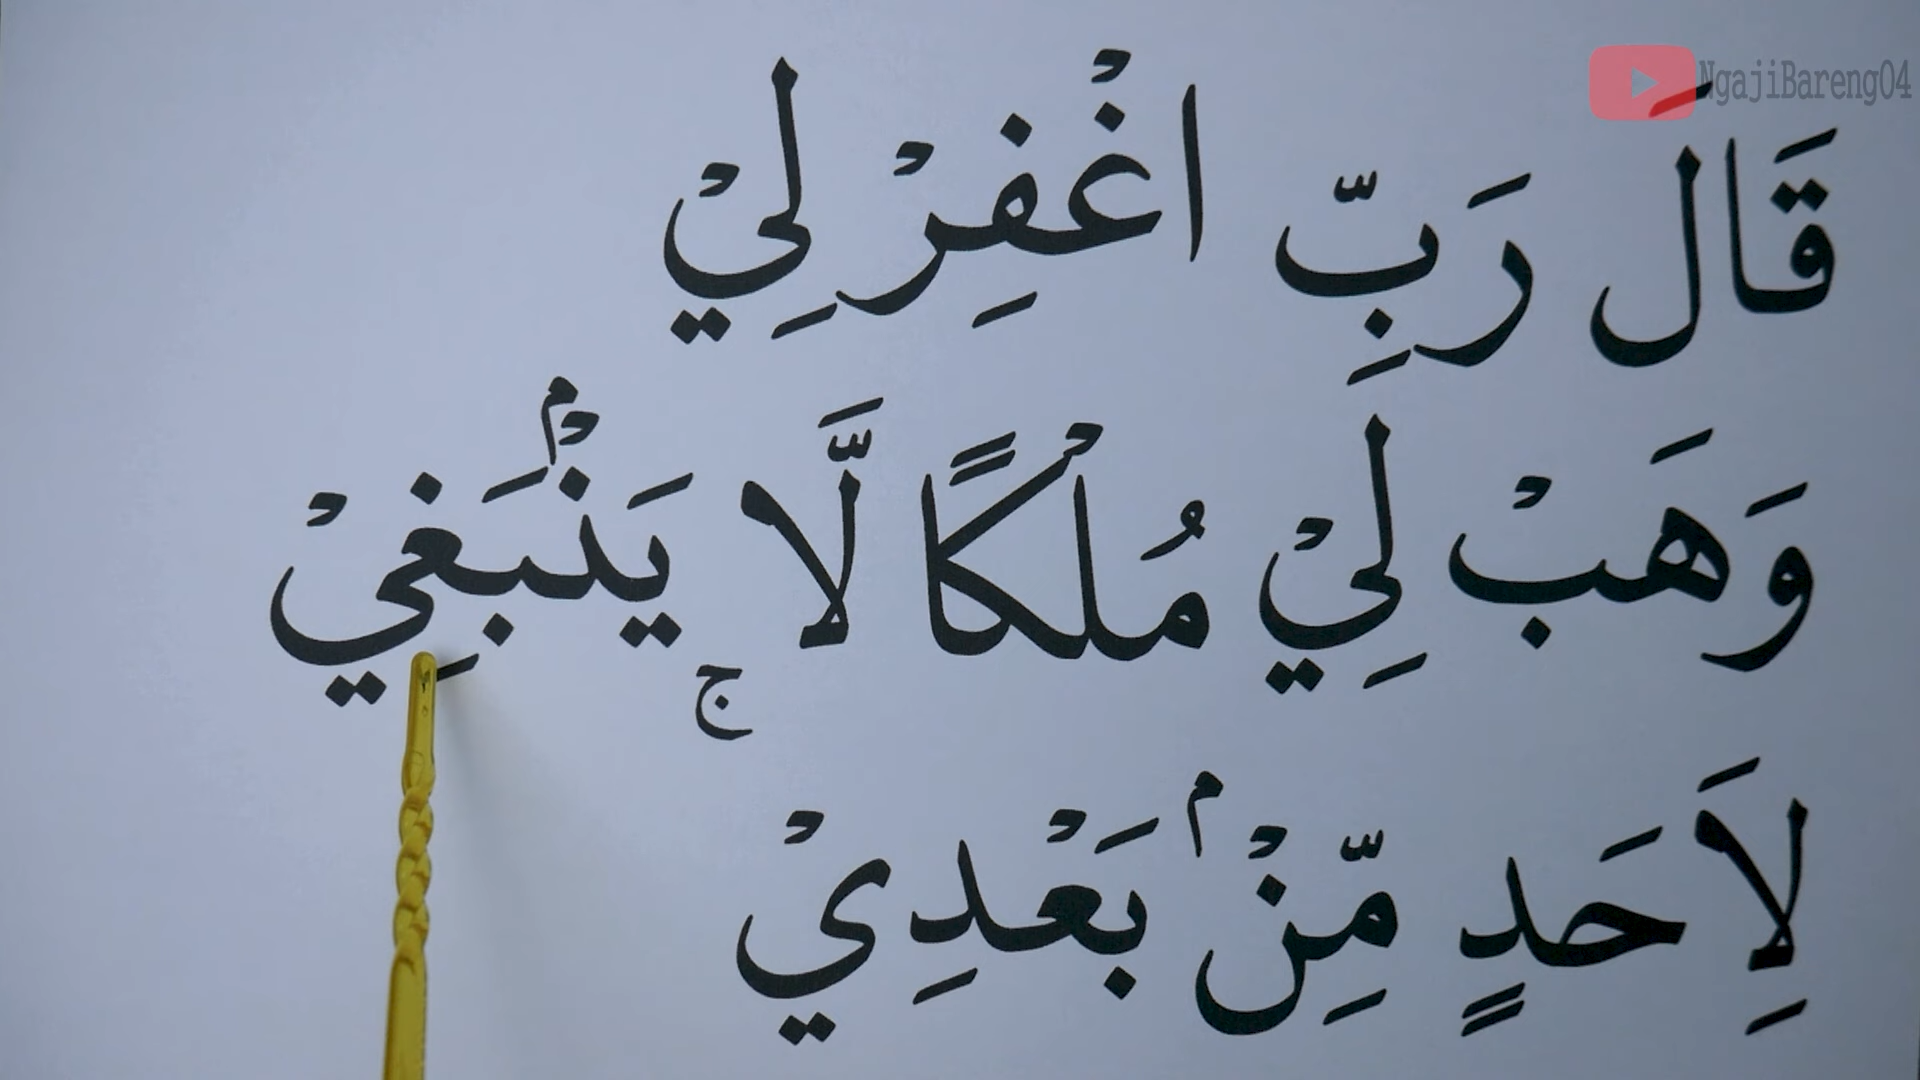 NgajiBareng04
قَالَ رَبِّ اغْفِرْ لِيْ
وَهَبْ لِيْ مُلْكًا لَّا يَنْۢبَغِيْ ج
لِاَحَدٍ مِّنْۢ بَعْدِيْ